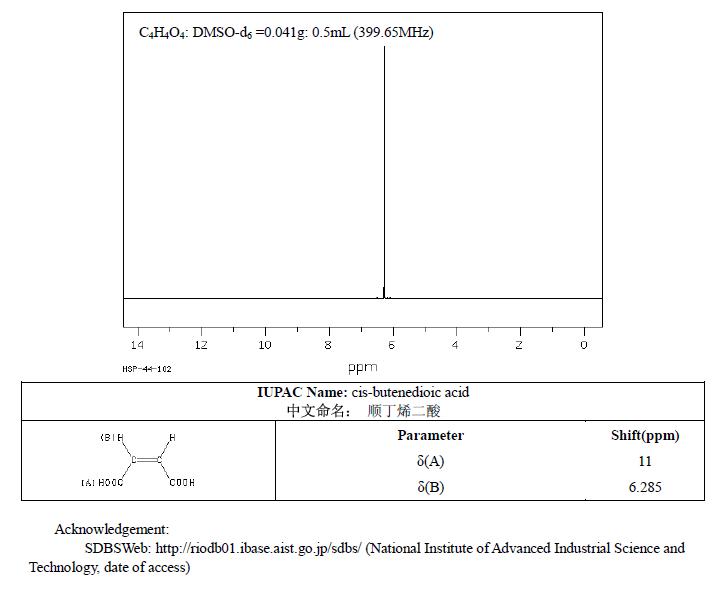 C₄H₄O₄: DMSO-d₆ =0.041g: 0.5mL (399.65MHz)
14 12 10 8 6 4 2 0
HSP-44-102 ppm
IUPAC Name: cis-butenedioic acid
中文命名： 顺丁烯二酸
(B)H H
C C
(A)HOOC COOH
Parameter Shift(ppm)
δ(A) 11
δ(B) 6.285
Acknowledgement:
SDBSWeb: http://riodb01.ibase.aist.go.jp/sdbs/ (National Institute of Advanced Industrial Science and
Technology, date of access)